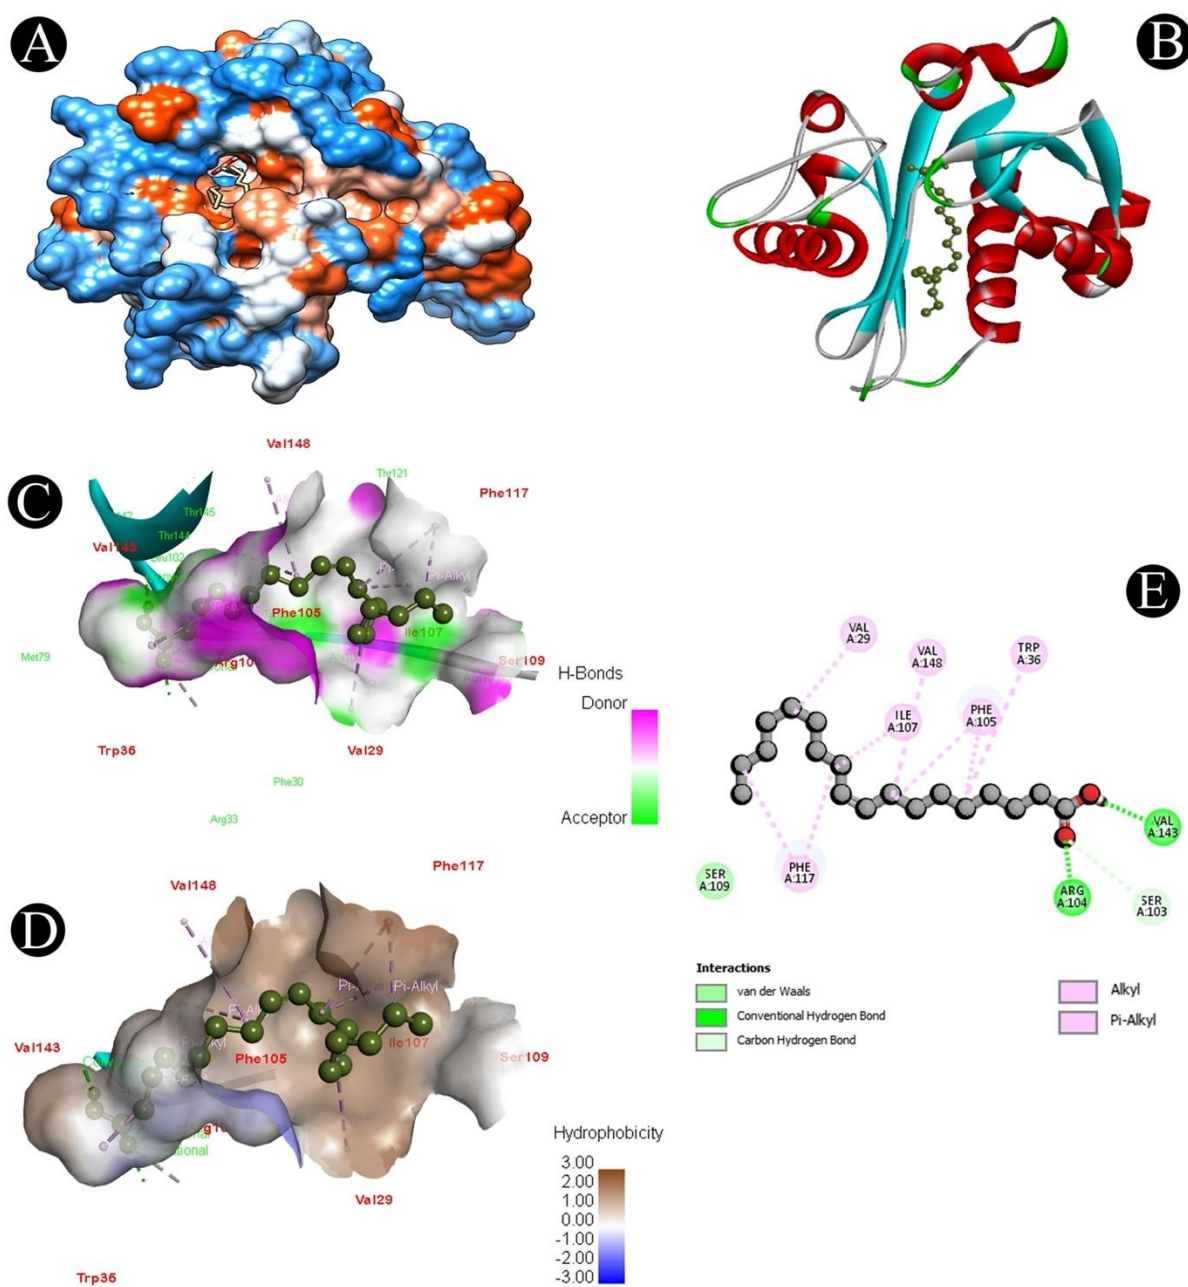 A
B
Val148
C
Thr121
Phe117
Thr145
Thr144
Val143
Leu102
Pi-Alkyl
Phe105
Ile107
Met79
Ser109
H-Bonds
Donor
Acceptor
Trp36
Val29
Phe30
Arg33
E
VAL
A:29
VAL
A:148
TRP
A:36
ILE
A:107
PHE
A:105
VAL
A:143
SER
A:109
PHE
A:117
ARG
A:104
SER
A:103
Interactions
van der Waals
Conventional Hydrogen Bond
Carbon Hydrogen Bond
Alkyl
Pi-Alkyl
Phe117
Val148
D
Pi-Alkyl
Val143
Phe105
Ile107
Ser109
Hydrophobicity
3.00
2.00
1.00
0.00
-1.00
-2.00
-3.00
Val29
Trp36